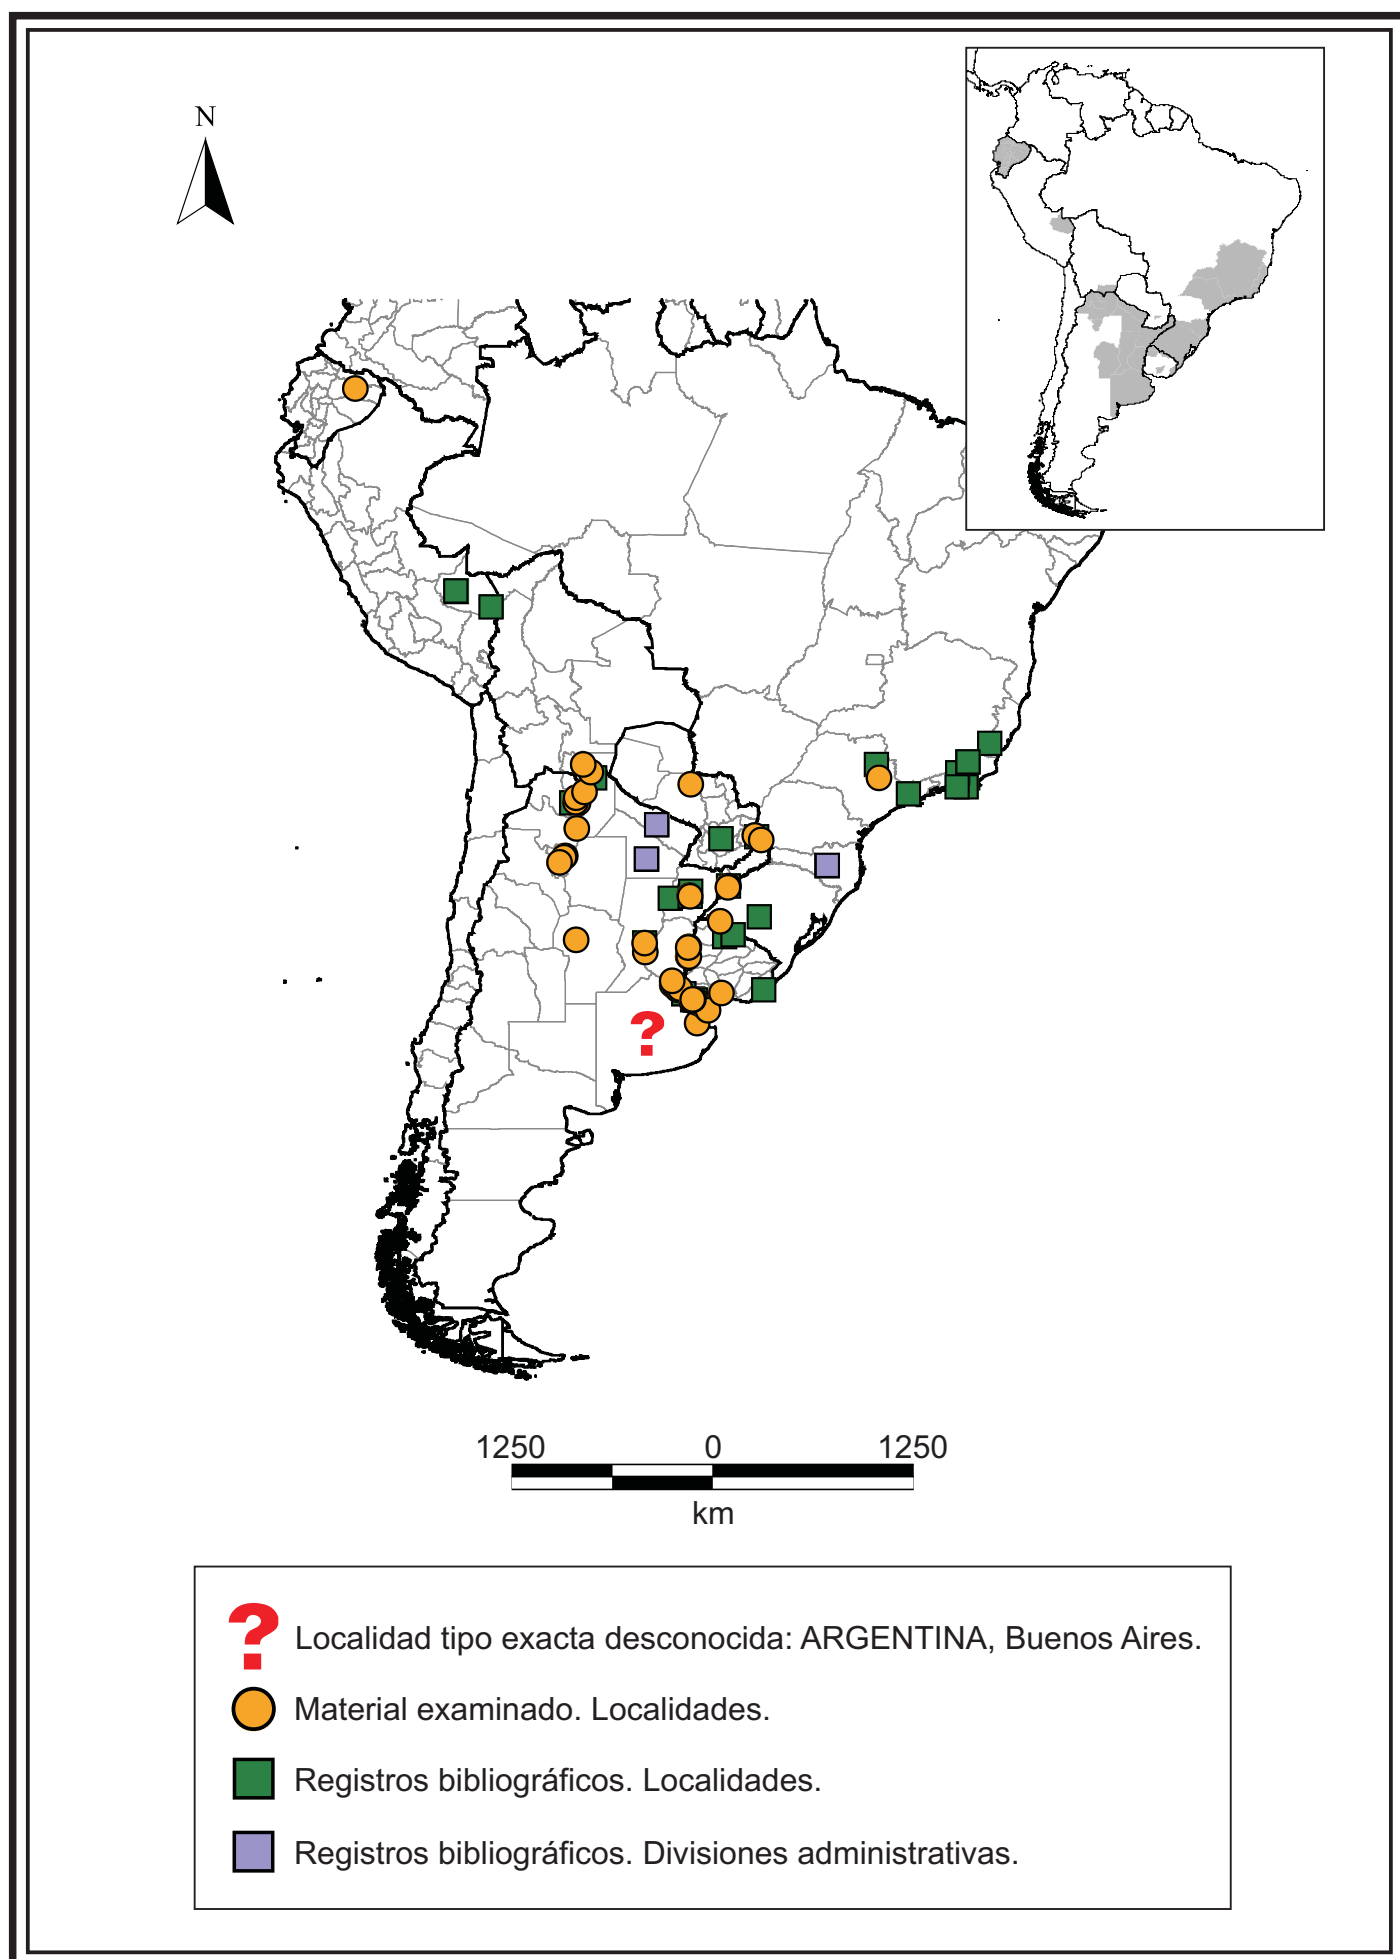 N
?
1250 0 1250
km
? Localidad tipo exacta desconocida: ARGENTINA, Buenos Aires.
Material examinado. Localidades.
Registros bibliográficos. Localidades.
Registros bibliográficos. Divisiones administrativas.